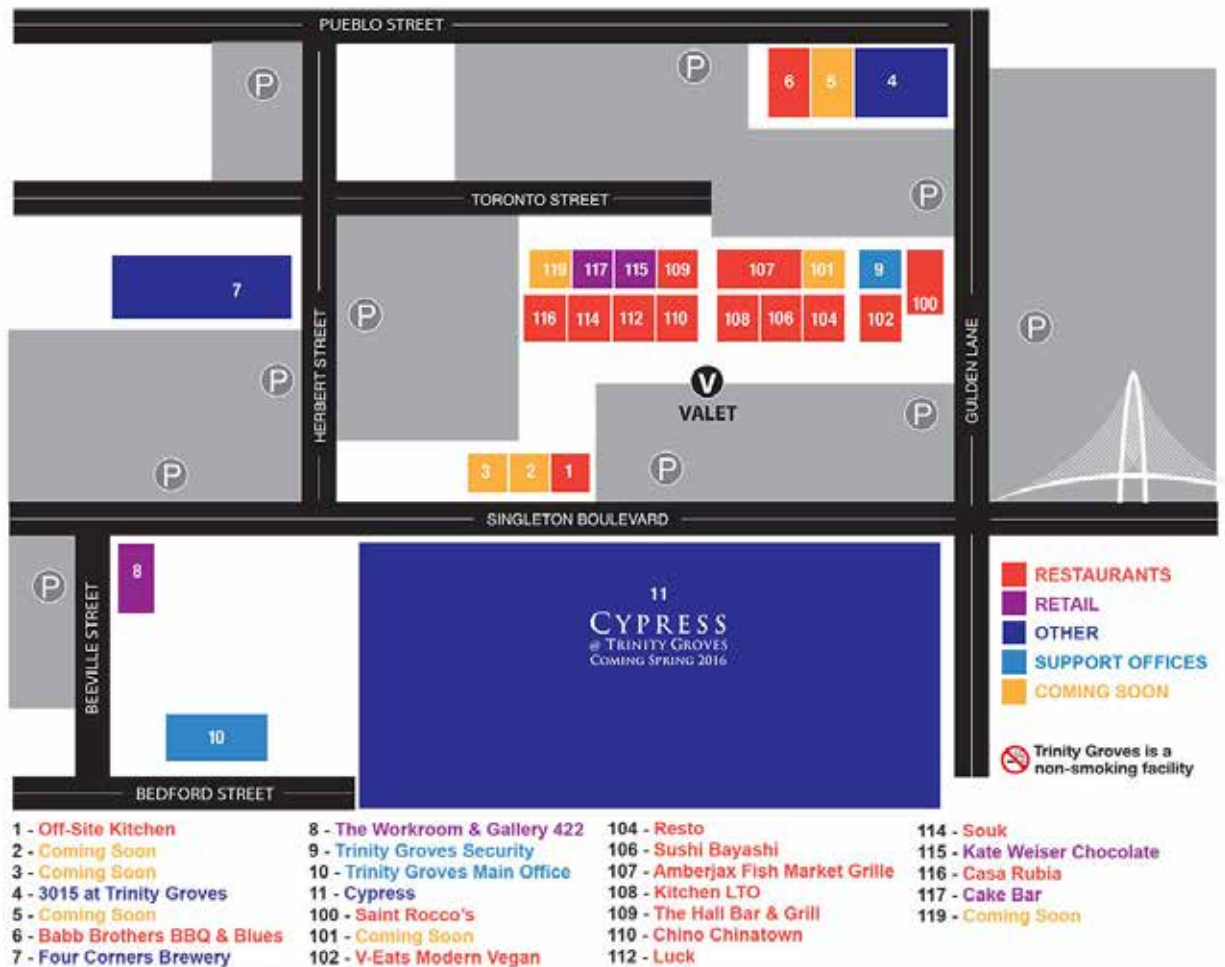 PUEBLO STREET
P
P
6
5
4
TORONTO STREET
P
119
117
115
109
107
101
9
100
7
116
114
112
110
108
106
104
102
HERBERT STREET
P
GULDEN LANE
P
P
V
VALET
P
P
3
2
1
P
SINGLETON BOULEVARD
P
8
BEEVILLE STREET
11
CYPRESS
@ TRINITY GROVES
COMING SPRING 2016
RESTAURANTS
RETAIL
OTHER
SUPPORT OFFICES
COMING SOON
10
Trinity Groves is a
non-smoking facility
BEDFORD STREET
1 - Off-Site Kitchen
2 - Coming Soon
3 - Coming Soon
4 - 3015 at Trinity Groves
5 - Coming Soon
6 - Babb Brothers BBQ & Blues
7 - Four Corners Brewery
8 - The Workroom & Gallery 422
9 - Trinity Groves Security
10 - Trinity Groves Main Office
11 - Cypress
100 - Saint Rocco's
101 - Coming Soon
102 - V-Eats Modern Vegan
104 - Resto
106 - Sushi Bayashi
107 - Amberjax Fish Market Grille
108 - Kitchen LTO
109 - The Hall Bar & Grill
110 - Chino Chinatown
112 - Luck
114 - Souk
115 - Kate Weiser Chocolate
116 - Casa Rubia
117 - Cake Bar
119 - Coming Soon